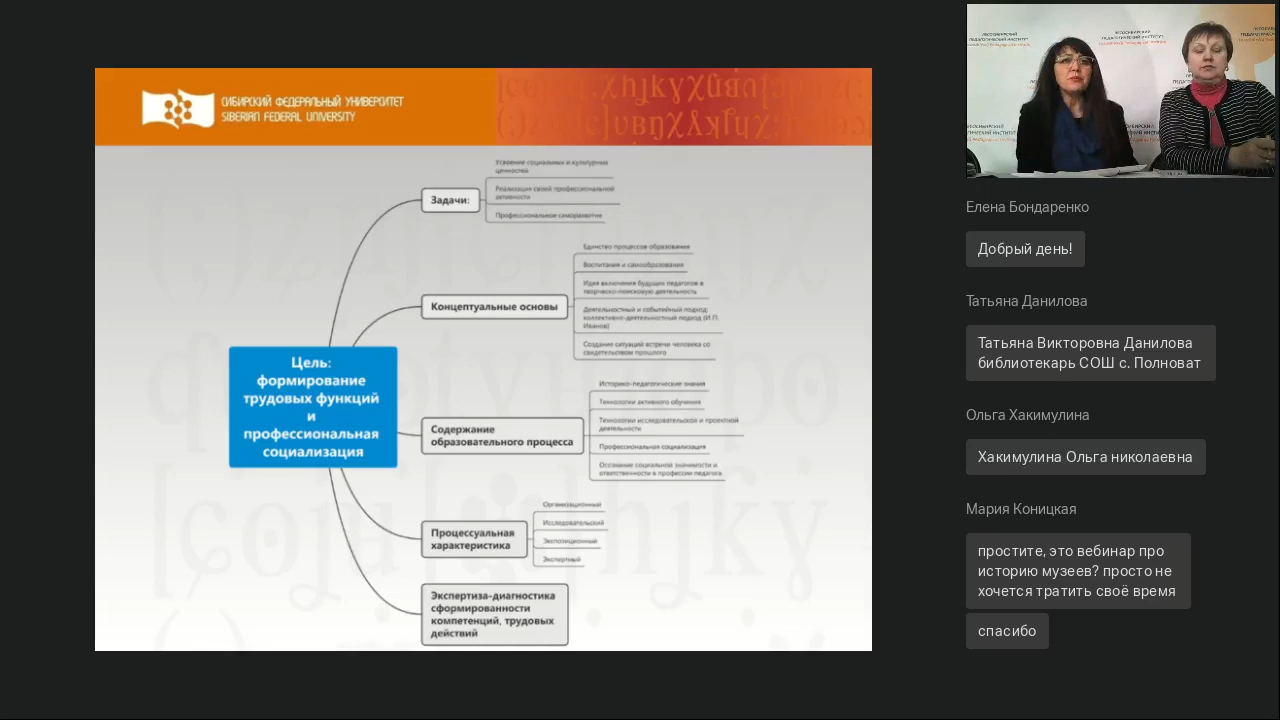 СИБИРСКИЙ ФЕДЕРАЛЬНЫЙ УНИВЕРСИТЕТ
SIBERIAN FEDERAL UNIVERSITY
Цель:
формирование
трудовых функций
и
профессиональная
социализация
Задачи:
Усвоение социальных и культурных
ценностей
Реализация своей профессиональной
активности
Профессиональное саморазвитие
Концептуальные основы
Единство процессов образования
Воспитания и самообразования
Идея включения будущих педагогов в
творческо-поисковую деятельность
Деятельностный и событийный подход:
коллективно-деятельностный подход (И.П.
Иванов)
Создание ситуаций встречи человека со
свидетельством прошлого
Содержание
образовательного процесса
Историко-педагогические знания
Технологии активного обучения
Технологии исследовательской и проектной
деятельности
Профессиональная социализация
Осознание социальной значимости и
ответственности в профессии педагога
Процессуальная
характеристика
Организационный
Исследовательский
Экспозиционный
Экспертный
Экспертиза-диагностика
сформированности
компетенций, трудовых
действий
ПЕДАГОГИЧЕСКИЙ ИНСТИТУТ
Елена Бондаренко
Добрый день!
Татьяна Данилова
Татьяна Викторовна Данилова
библиотекарь СОШ с. Полноват
Ольга Хакимулина
Хакимулина Ольга николаевна
Мария Коницкая
простите, это вебинар про
историю музеев? просто не
хочется тратить своё время
спасибо